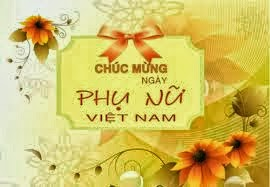 CHÚC MỪNG
NGÀY
PHỤ NỮ
VIỆT NAM